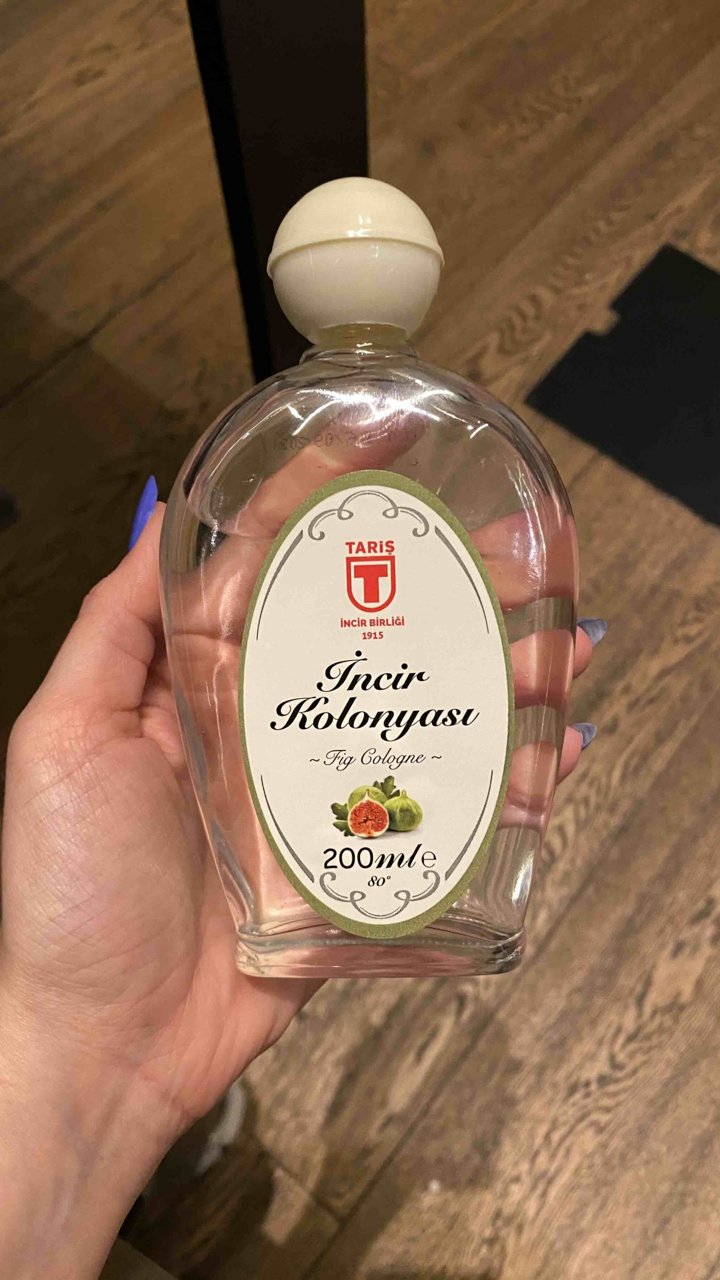 TARİŞ
T
İNCİR BİRLİĞİ
1915
İncir
Kolonyası
~ Fig Cologne ~
200ml e
80°